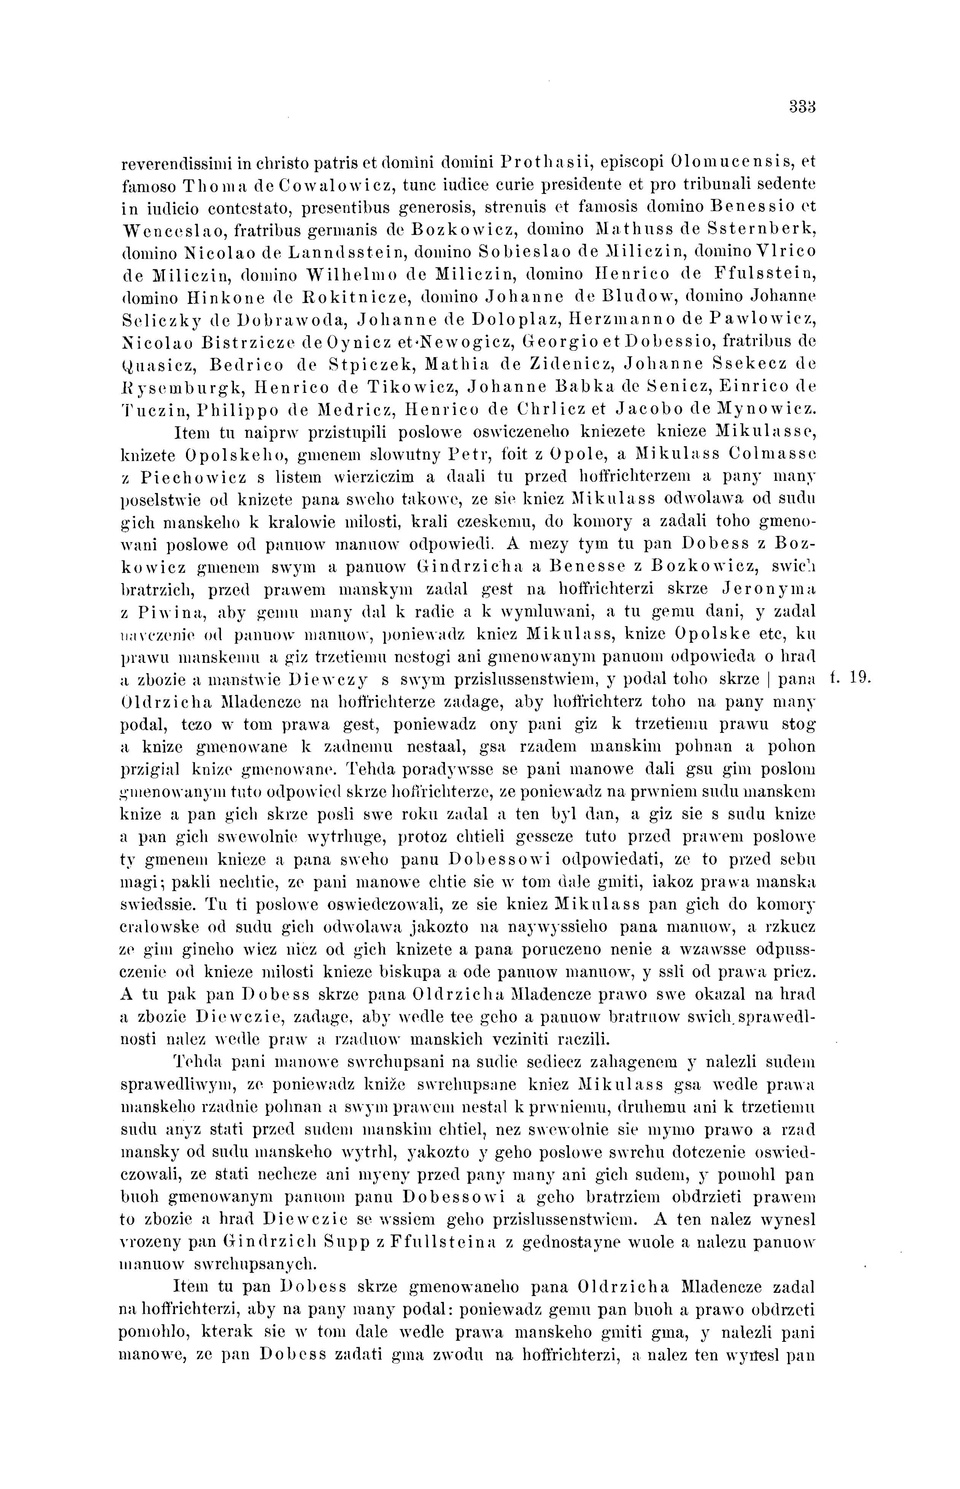 333
reverendissimi in christo patris et domini domini Prothasii, episcopi Olomucensis, et
famoso Thoma de Cowalowicz, tunc iudice curie presidente et pro tribunali sedente
in iudicio contestato, presentibus generosis, strenuis et famosis domino Benessio et
Wenceslao, fratribus germanis de Bozkowicz, domino Mathuss de Ssternberk,
domino Nicolao de Lanndsstein, domino Sobieslao de Miliczin, domino Vlrico
de Miliczin, domino Wilhelmo de Miliczin, domino Henrico de Ffulsstein,
domino Hinkone de Rokitnicze, domino Johanne de Bludow, domino Johanne
Seliczky de Dobrawoda, Johanne de Doloplaz, Herzmanno de Pawlowicz,
Nicolao Bistrzicze de Oynicz et Newogicz, Georgio et Dobessio, fratribus de
Quasicz, Bedrico de Stpiczek, Mathia de Zidenicz, Johanne Ssekecz de
Rysemburgk, Henrico de Tikowicz, Johanne Babka de Senicz, Einrico de
Tuczin, Philippo de Medricz, Henrico de Chrlicz et Jacobo de Mynowicz.
Item tu naiprw przistupili poslowe oswiczeneho kniezete knieze Mikulasse,
knizete Opolskeho, gmenem slowutny Petr, foit z Opole, a Mikulass Colmasse
z Piechowicz s listem wierziczim a daali tu przed hoffrichterzem a pany many
poselstwie od knizete pana sweho takowe, ze sie kniez Mikulass odwolawa od sudu
gich manskeho k kralowie milosti, krali czeskemu, do komory a zadali toho gmeno-
wani poslowe od panuow manuow odpowiedi. A mezy tym tu pan Dobess z Boz-
kowicz gmenem swym a panuow Gindrzicha a Benesse z Bozkowicz, swich
bratrzich, przed prawem manskym zadal gest na hoffrichterzi skrze Jeronyma
z Piwina, aby gemu many dal k radie a k wymluwani, a tu gemu dani, y zadal
navczenie od panuow manuow, poniewadz kniez Mikulass, knize Opolske etc, ku
prawu manskemu a giz trzetiemu nestogi ani gmenowanym panuom odpowieda o hrad
a zbozie a manstwie Diewczy s swym przislussenstwiem, y podal toho skrze | pana f. 19.
Oldrzicha Mladencze na hoffrichterze zadage, aby hoffrichterz toho na pany many
podal, tczo w tom prawa gest, poniewadz ony pani giz k trzetiemu prawu stog
a knize gmenowane k zadnemu nestaal, gsa rzadem manskim pohnan a pohon
przigial knize gmenowane. Tehda poradywsse se pani manowe dali gsu gim poslom
gmenowanym tuto odpowied skrze hoffrichterze, ze poniewadz na prwniem sudu manskem
knize a pan gich skrze posli swe roku zadal a ten byl dan, a giz sie s sudu knize
a pan gich swewolnie wytrhuge, protoz chtieli gesscze tuto przed prawem poslowe
ty gmenem knieze a pana sweho panu Dobessowi odpowiedati, ze to przed sebu
magi; pakli nechtie, ze pani manowe chtie sie w tom dale gmiti, iakoz prawa manska
swiedssie. Tu ti poslowe oswiedczowali, ze sie kniez Mikulass pan gich do komory
cralowske od sudu gich odwolawa jakozto na naywyssieho pana manuow, a rzkucz
ze gim gineho wicz nicz od gich knizete a pana poruczeno nenie a wzawsse odpuss-
czenie od knieze milosti knieze biskupa a ode panuow manuow, y ssli od prawa pricz.
A tu pak pan Dobess skrze pana Oldrzicha Mladencze prawo swe okazal na hrad
a zbozie Diewczie, zadage, aby wedle tee geho a panuow bratruow swich sprawedl-
nosti nalez wedle praw a rzaduow manskich vcziniti raczili.
Tehda pani manowe swrchupsani na sudie sediecz zahagenem y nalezli sudem
sprawedliwym, ze poniewadz kniže swrchupsane kniez Mikulass gsa wedle prawa
manskeho rzadnie pohnan a swym prawem nestal k prwniemu, druhemu ani k trzetiemu
sudu anyz stati przed sudem manskim chtiel, nez swewolnie sie mymo prawo a rzad
mansky od sudu manskeho wytrhl, yakozto y geho poslowe swrchu dotczenie oswied-
czowali, ze stati nechcze ani myeny przed pany many ani gich sudem, y pomohl pan
buoh gmenowanym panuom panu Dobessowi a geho bratrziem obdrzieti prawem
to zbozie a hrad Diewczie se wssiem geho przislussenstwiem. A ten nalez wynesl
vrozeny pan Gindrzich Supp z Ffullsteina z gednostayne wuole a nalezu panuow
manuow swrchupsanych.
Item tu pan Dobess skrze gmenowaneho pana Oldrzicha Mladencze zadal
na hoffrichterzi, aby na pany many podal: poniewadz gemu pan buoh a prawo obdrzeti
pomohlo, kterak sie w tom dale wedle prawa manskeho gmiti gma, y nalezli pani
manowe, ze pan Dobess zadati gma zwodu na hoffrichterzi, a nalez ten wynesl pan